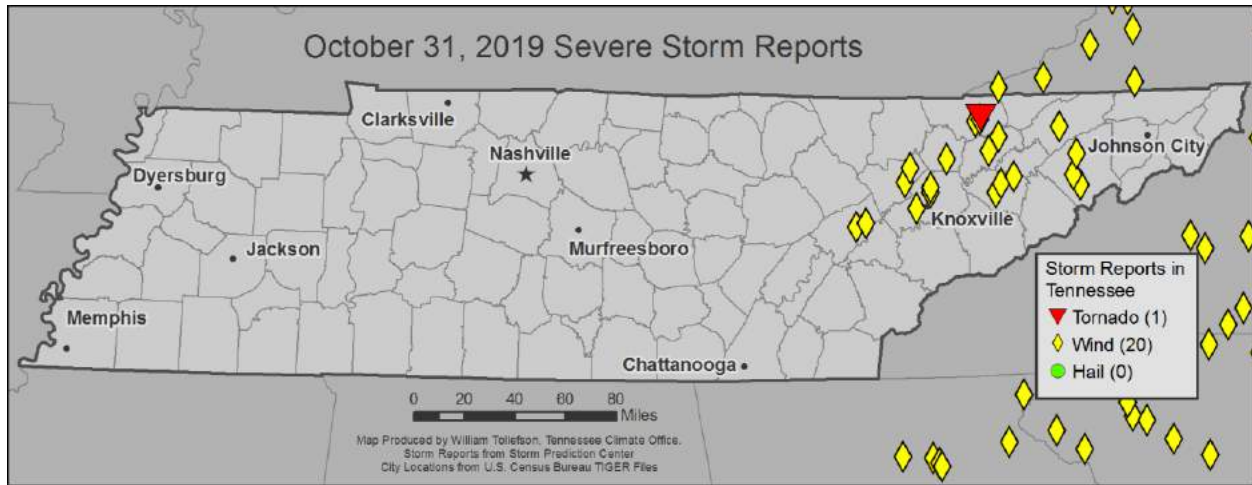 October 31, 2019 Severe Storm Reports
Clarksville
Nashville
Johnson City
Dyersburg
Knoxville
Murfreesboro
Jackson
Storm Reports in
Tennessee
Tornado (1)
Wind (20)
Hail (0)
Memphis
Chattanooga
0 20 40 60 80
Miles
Map Produced by William Tollefson, Tennessee Climate Office.
Storm Reports from Storm Prediction Center
City Locations from U.S. Census Bureau TIGER Files